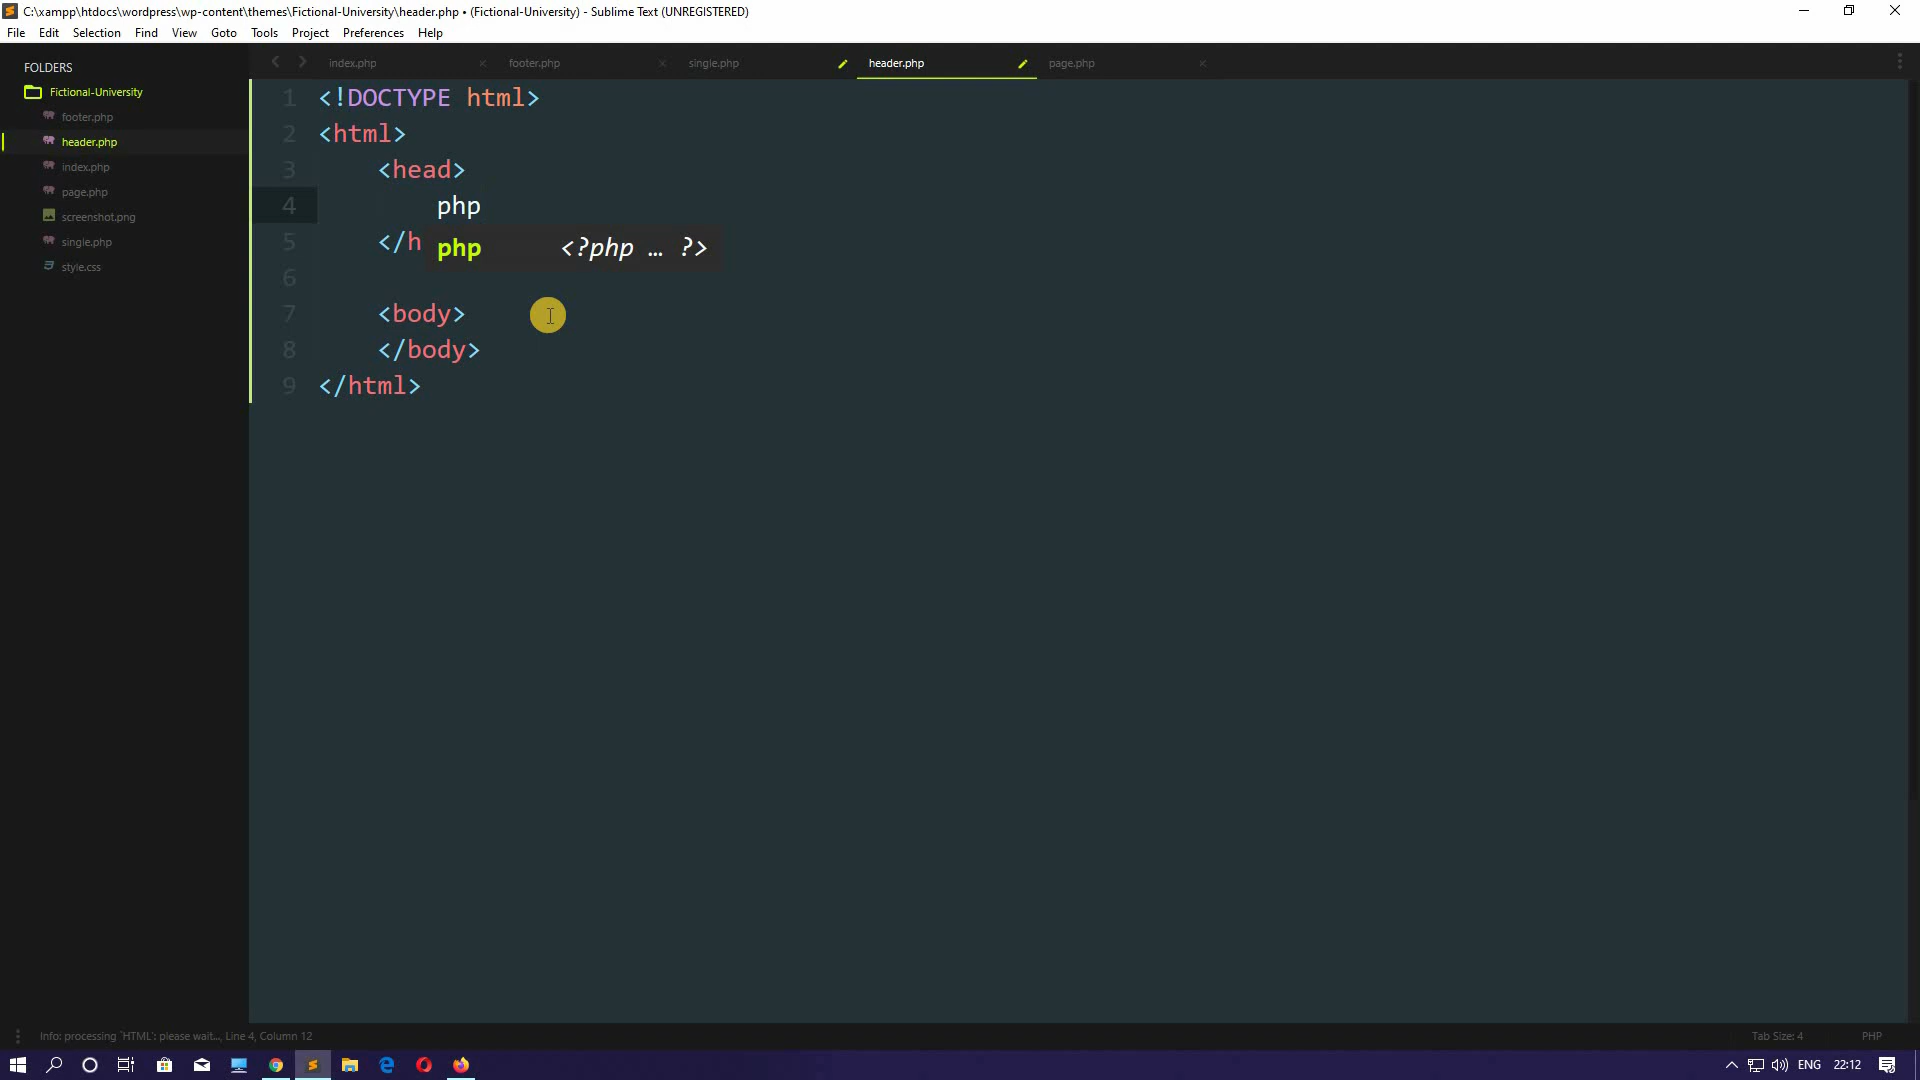 C:\xampp\htdocs\wordpress\wp-content\themes\Fictional-University\header.php • (Fictional-University) - Sublime Text (UNREGISTERED)
File Edit Selection Find View Goto Tools Project Preferences Help
FOLDERS
Fictional-University
footer.php
header.php
index.php
page.php
screenshot.png
single.php
style.css
index.php footer.php single.php header.php page.php
1 <!DOCTYPE html>
2 <html>
3 <head>
4 php
5 </h
php <?php … ?>
6
7 <body>
8 </body>
9 </html>
Info: processing `HTML': please wait..., Line 4, Column 12
Tab Size: 4 PHP
ENG 22:12